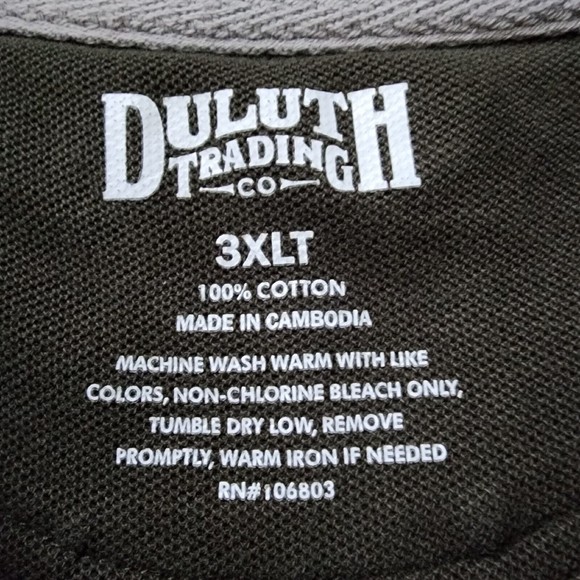 DULUTH
TRADING
CO
3XLT
100% COTTON
MADE IN CAMBODIA
MACHINE WASH WARM WITH LIKE
COLORS, NON-CHLORINE BLEACH ONLY,
TUMBLE DRY LOW, REMOVE
PROMPTLY, WARM IRON IF NEEDED
RN#106803